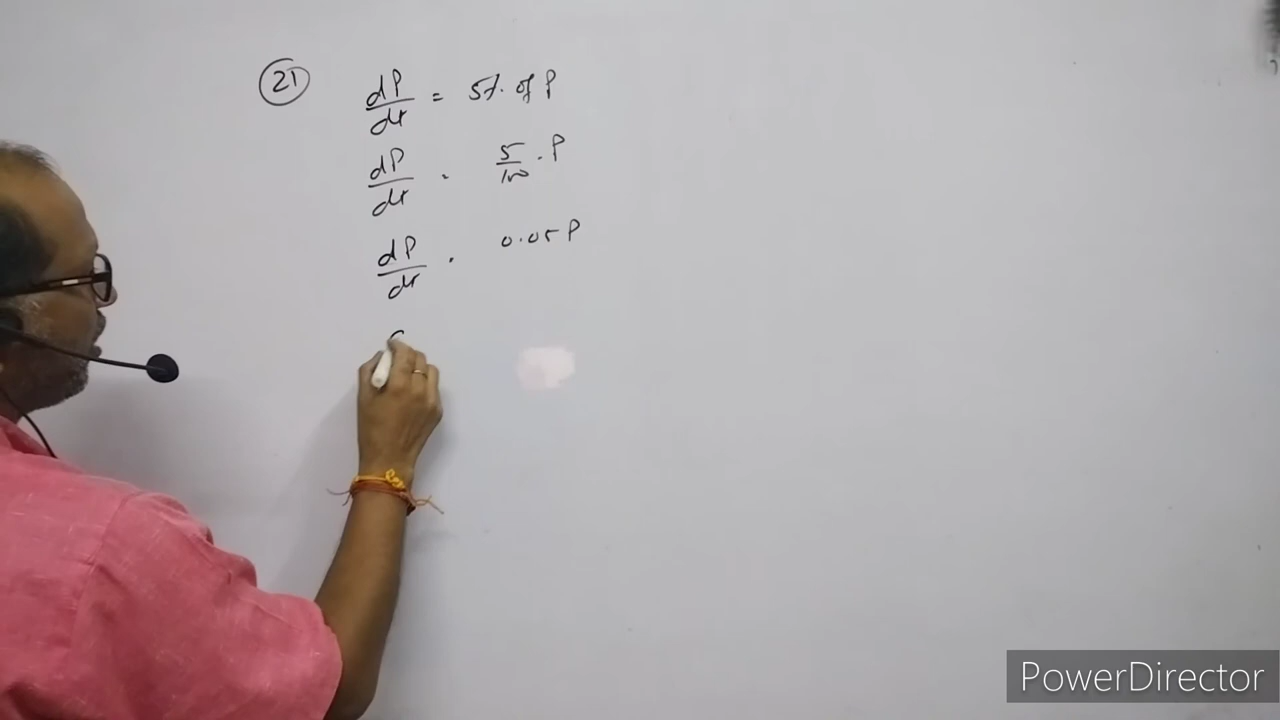 21
dP/dt = 5% of P
dP/dt = 5/100 . P
dP/dt = 0.05 P
PowerDirector